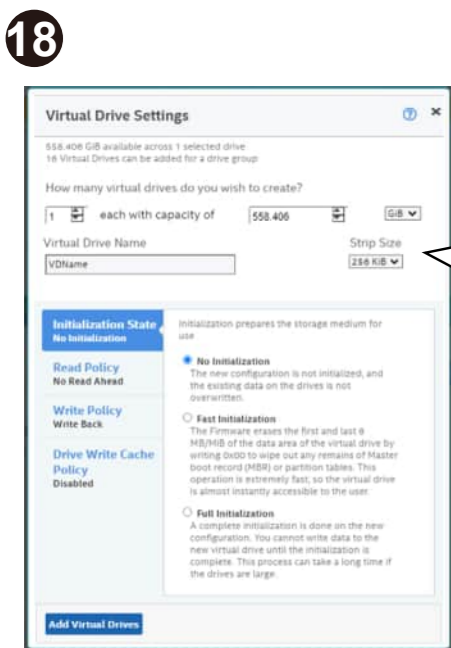 18
Virtual Drive Settings
558.406 GiB available across 1 selected drive
16 Virtual Drives can be added for a drive group
How many virtual drives do you wish to create?
1 each with capacity of 558.406 GiB
Virtual Drive Name Strip Size
VDName 256 KiB
Initialization State
No Initialization
Read Policy
No Read Ahead
Write Policy
Write Back
Drive Write Cache
Policy
Disabled
Initialization prepares the storage medium for
use
No Initialization
The new configuration is not initialized, and
the existing data on the drives is not
overwritten.
Fast Initialization
The Firmware erases the first and last 8
MB/MiB of the data area of the virtual drive by
writing 0x00 to wipe out any remains of Master
boot record (MBR) or partition tables. This
operation is extremely fast, so the virtual drive
is almost instantly accessible to the user.
Full Initialization
A complete initialization is done on the new
configuration. You cannot write data to the
new virtual drive until the initialization is
complete. This process can take a long time if
the drives are large.
Add Virtual Drives